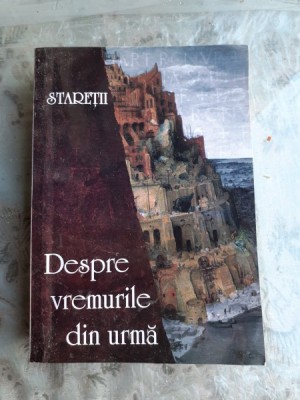 STAREȚII
Despre
vremurile
din urmă